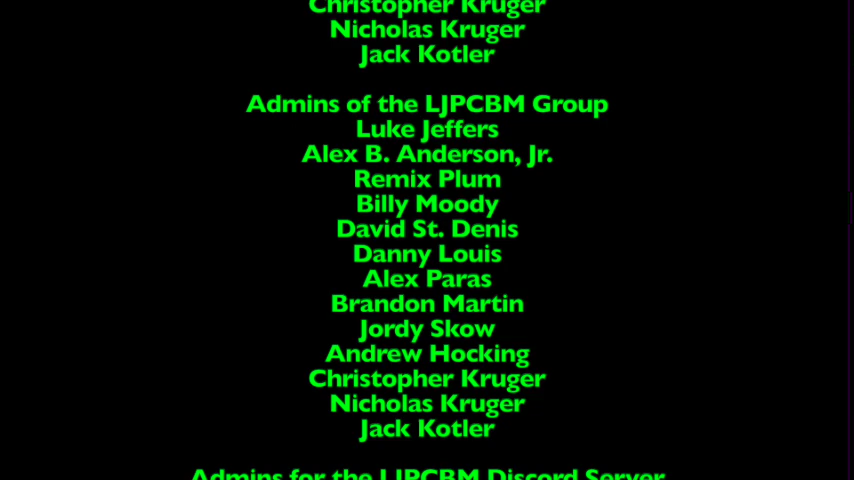 Christopher Kruger
Nicholas Kruger
Jack Kotler
Admins of the LJPCBM Group
Luke Jeffers
Alex B. Anderson, Jr.
Remix Plum
Billy Moody
David St. Denis
Danny Louis
Alex Paras
Brandon Martin
Jordy Skow
Andrew Hocking
Christopher Kruger
Nicholas Kruger
Jack Kotler
Admins for the LJPCBM Discord Server